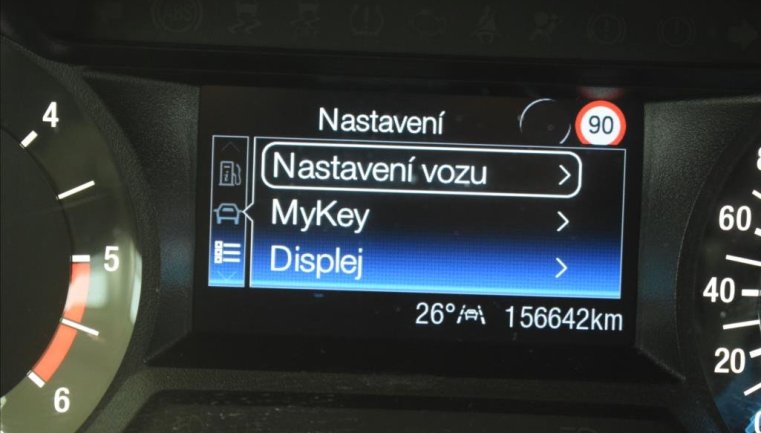 Nastavení
90
Nastavení vozu
MyKey
Displej
26° 156642km
4
5
6
60
40
20